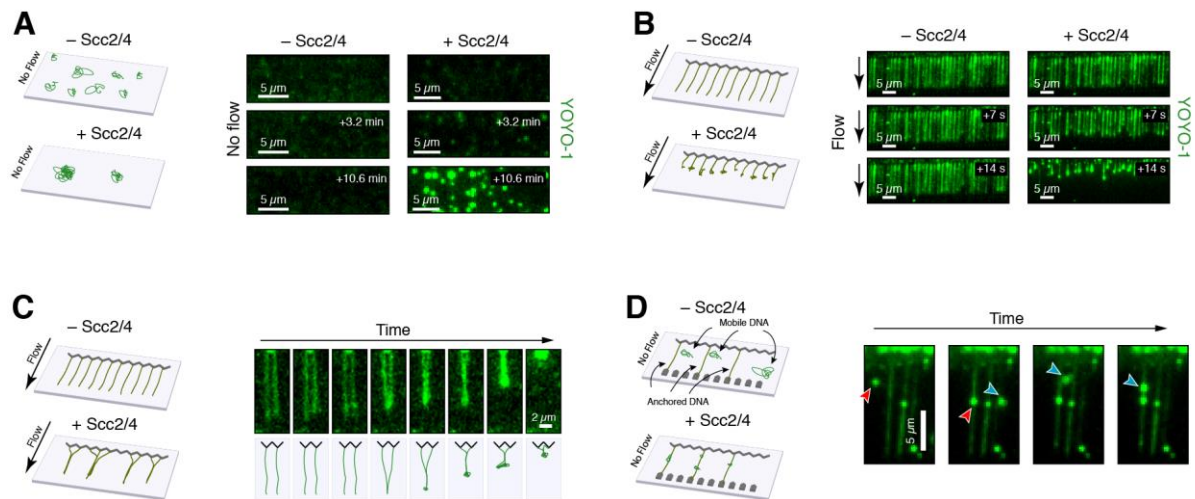 A
– Scc2/4
No Flow
+ Scc2/4
No Flow
– Scc2/4
+ Scc2/4
No flow
5 µm
5 µm
5 µm
+3.2 min
5 µm
+3.2 min
5 µm
+10.6 min
5 µm
+10.6 min
YOYO-1
B
– Scc2/4
Flow
+ Scc2/4
Flow
– Scc2/4
+ Scc2/4
Flow
5 µm
5 µm
5 µm
+7 s
5 µm
+7 s
5 µm
+14 s
5 µm
+14 s
YOYO-1
C
– Scc2/4
Flow
+ Scc2/4
Flow
Time
2 µm
D
– Scc2/4
No Flow
Mobile DNA
Anchored DNA
+ Scc2/4
No Flow
Time
5 µm